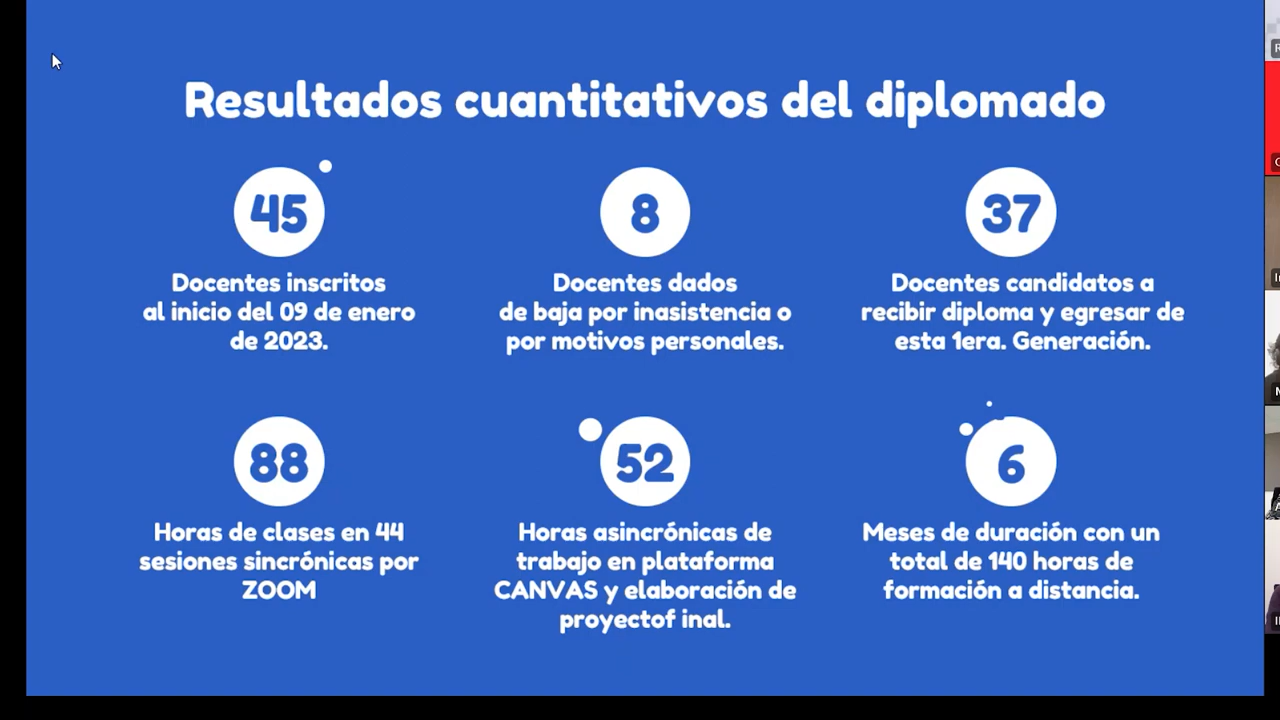 Resultados cuantitativos del diplomado
45
Docentes inscritos
al inicio del 09 de enero
de 2023.
8
Docentes dados
de baja por inasistencia o
por motivos personales.
37
Docentes candidatos a
recibir diploma y egresar de
esta 1era. Generación.
88
Horas de clases en 44
sesiones sincrónicas por
ZOOM
52
Horas asincrónicas de
trabajo en plataforma
CANVAS y elaboración de
proyectof inal.
6
Meses de duración con un
total de 140 horas de
formación a distancia.